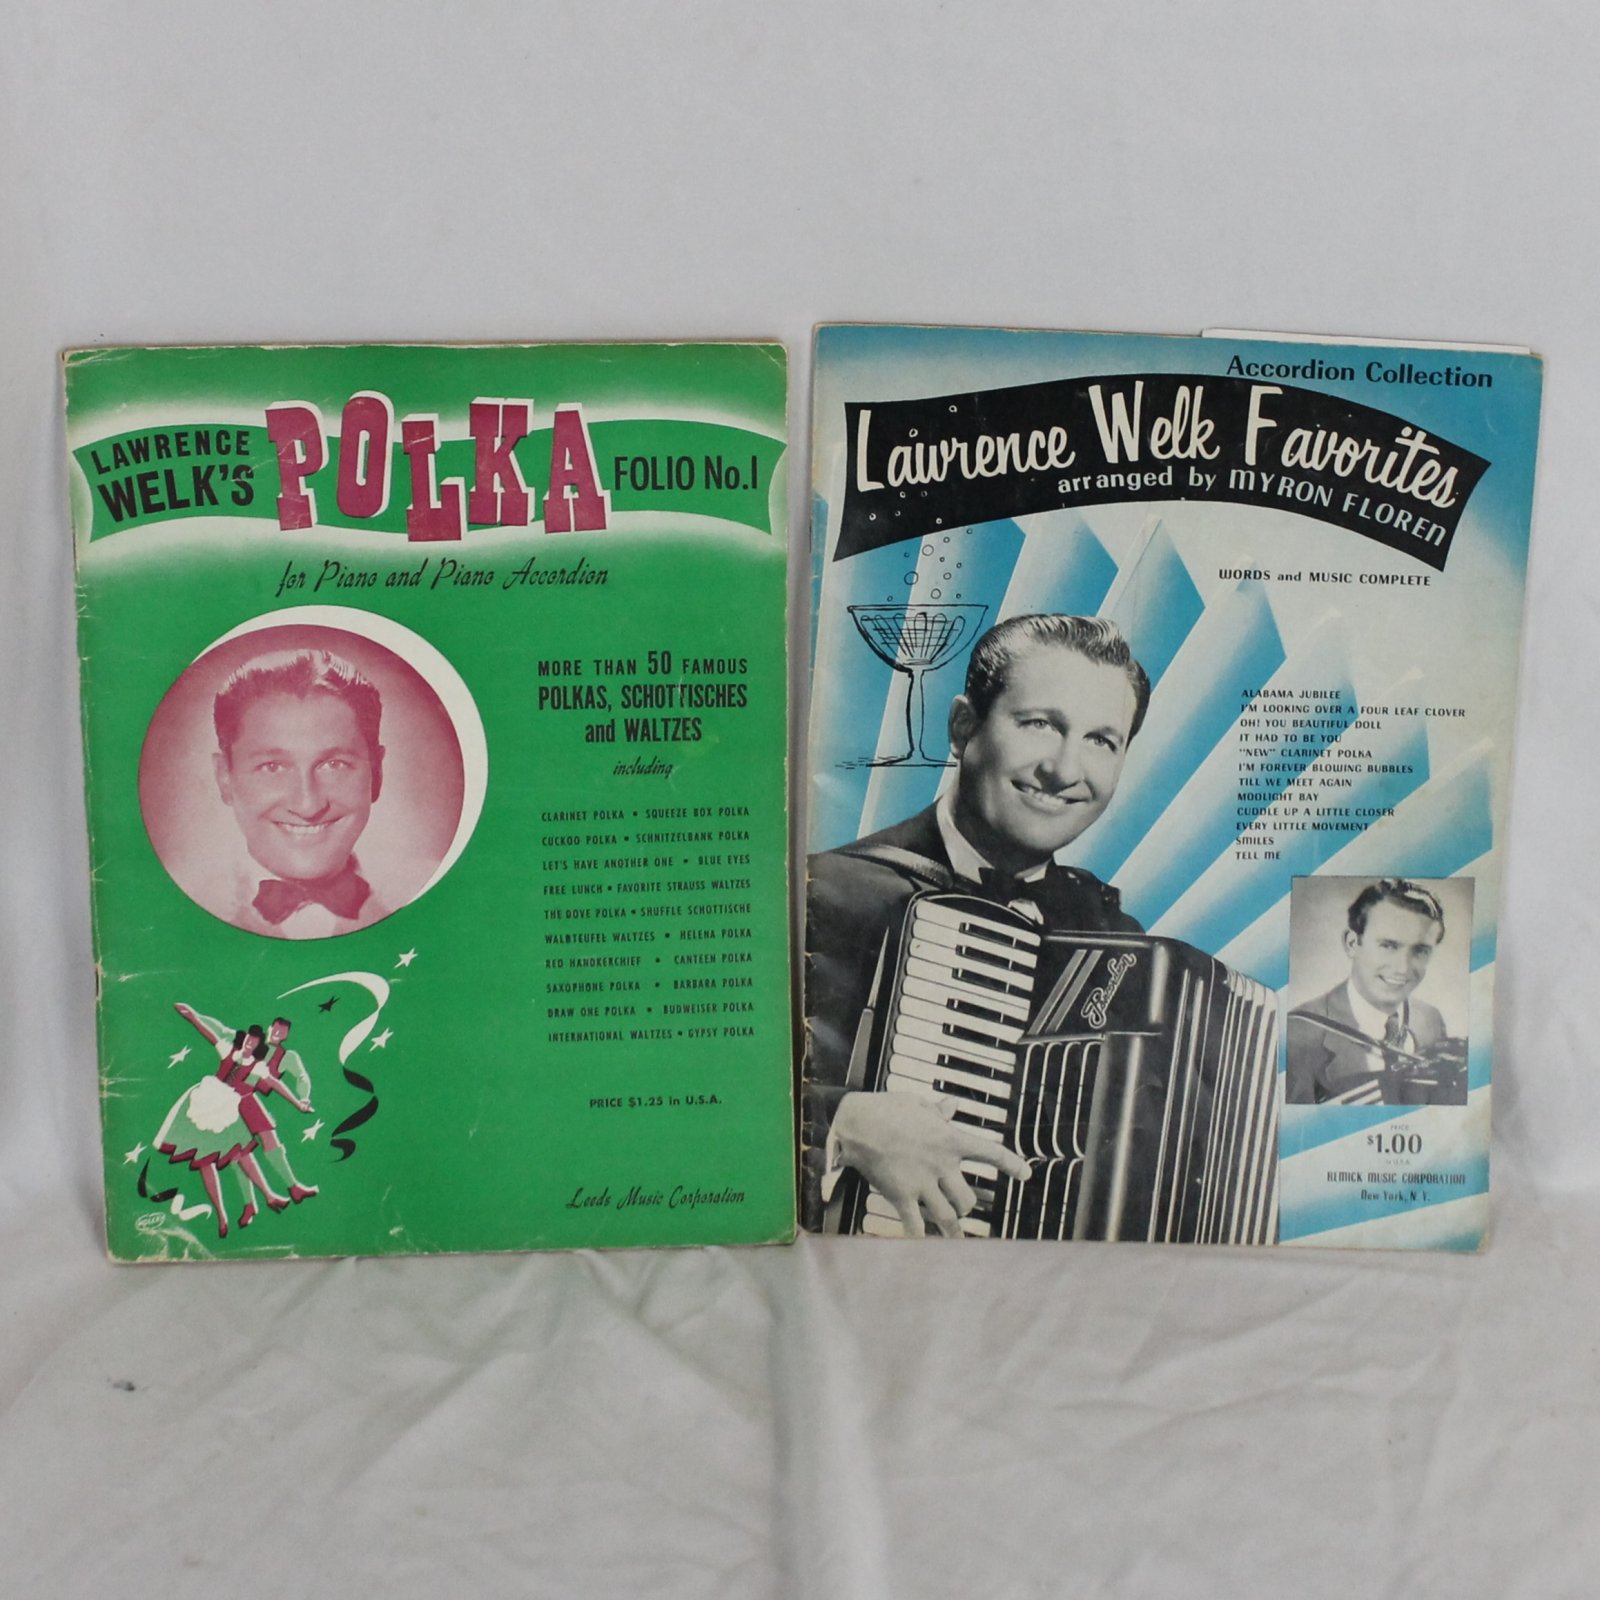 LAWRENCE
WELK'S
POLKA
FOLIO No.1
for Piano and Piano Accordion
MORE THAN 50 FAMOUS
POLKAS, SCHOTTISCHES
and WALTZES
including
CLARINET POLKA • SQUEEZE BOX POLKA
CUCKOO POLKA • SCHNITZELBANK POLKA
LET'S HAVE ANOTHER ONE • BLUE EYES
FREE LUNCH • FAVORITE STRAUSS WALTZES
THE DOVE POLKA • SHUFFLE SCHOTTISCHE
WALDTEUFEL WALTZES • HELENA POLKA
RED HANDKERCHIEF • CANTEEN POLKA
SAXOPHONE POLKA • BARBARA POLKA
DRAW ONE POLKA • BUDWEISER POLKA
INTERNATIONAL WALTZES • GYPSY POLKA
PRICE $1.25 in U.S.A.
Leeds Music Corporation
Accordion Collection
Lawrence Welk Favorites
arranged by MYRON FLOREN
WORDS and MUSIC COMPLETE
ALABAMA JUBILEE
I'M LOOKING OVER A FOUR LEAF CLOVER
OH! YOU BEAUTIFUL DOLL
IT HAD TO BE YOU
"NEW" CLARINET POLKA
I'M FOREVER BLOWING BUBBLES
TILL WE MEET AGAIN
MOOLIGHT BAY
CUDDLE UP A LITTLE CLOSER
EVERY LITTLE MOVEMENT
SMILES
TELL ME
PRICE
$1.00
IN U.S.A.
REMICK MUSIC CORPORATION
New York, N. Y.